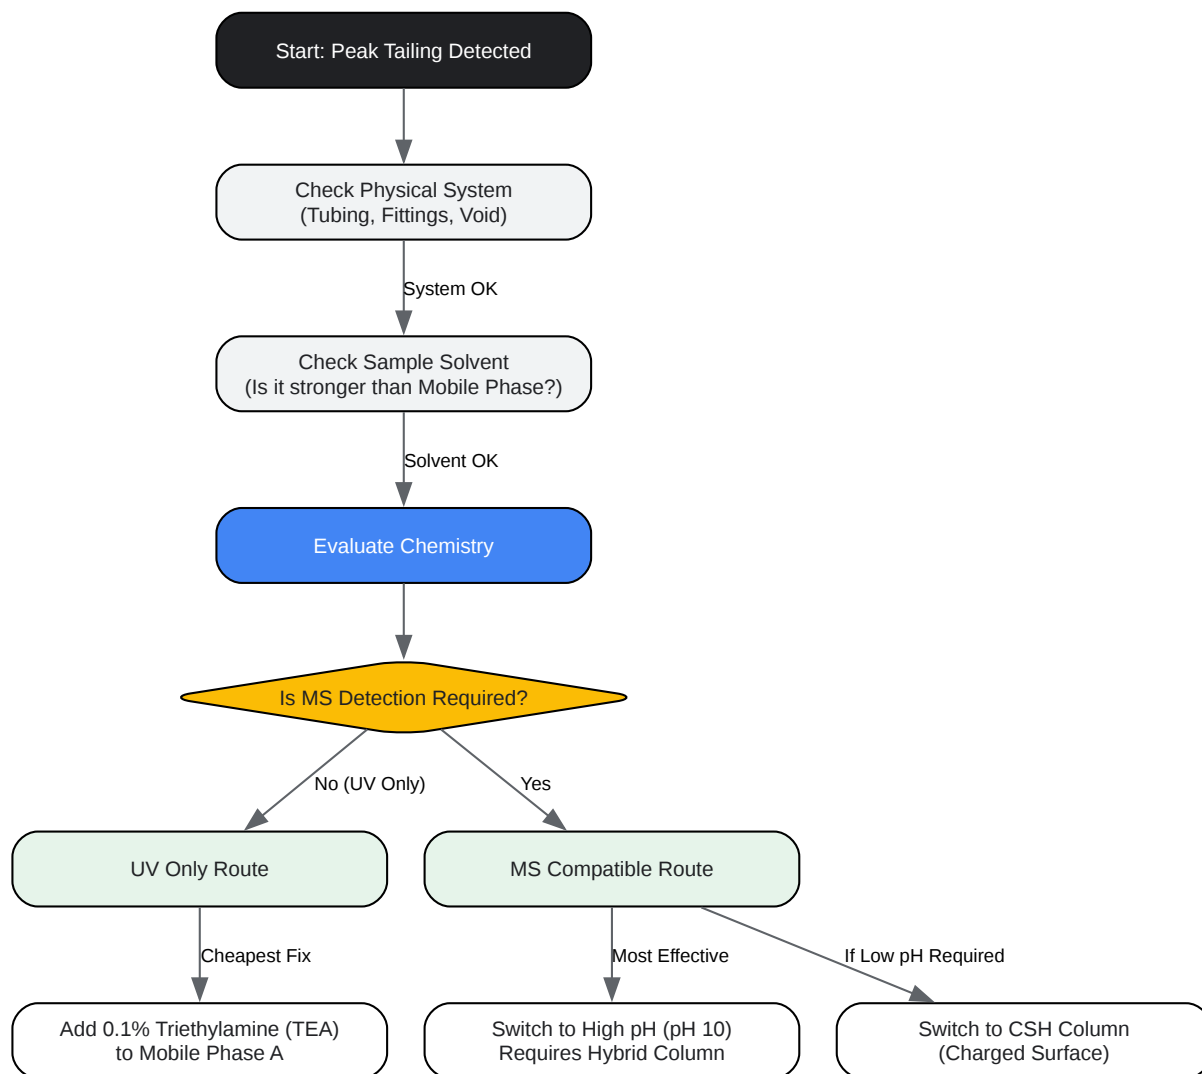 Start: Peak Tailing Detected
Check Physical System
(Tubing, Fittings, Void)
System OK
Check Sample Solvent
(Is it stronger than Mobile Phase?)
Solvent OK
Evaluate Chemistry
Is MS Detection Required?
No (UV Only)
Yes
UV Only Route
MS Compatible Route
Cheapest Fix
Most Effective
If Low pH Required
Add 0.1% Triethylamine (TEA)
to Mobile Phase A
Switch to High pH (pH 10)
Requires Hybrid Column
Switch to CSH Column
(Charged Surface)